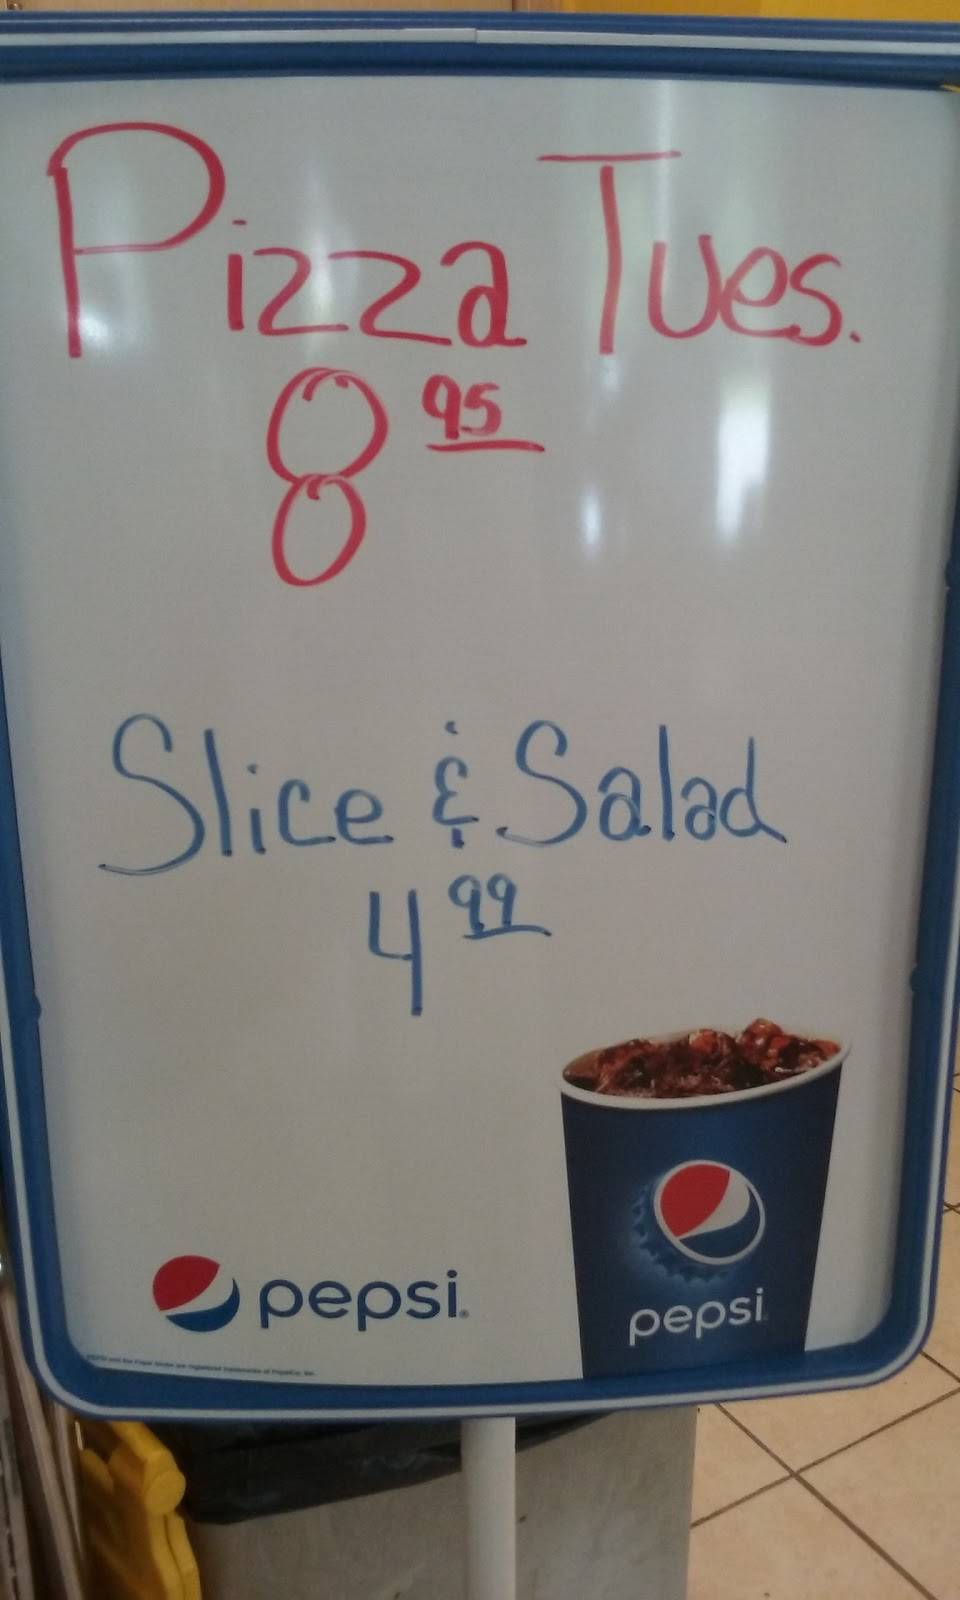 Pizza Tues.
8 95
Slice & Salad
4 99
pepsi
pepsi